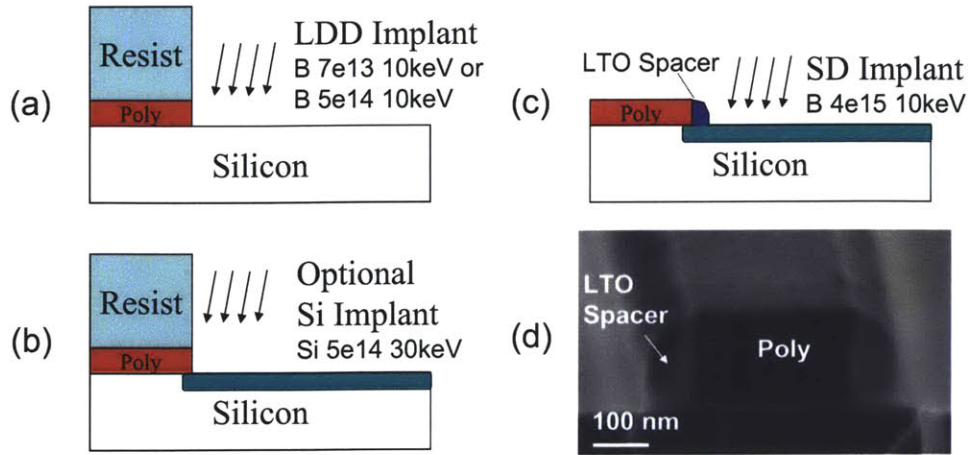 (a)
Resist
Poly
Silicon
LDD Implant
B 7e13 10keV or
B 5e14 10keV
(b)
Resist
Poly
Silicon
Optional
Si Implant
Si 5e14 30keV
(c)
LTO Spacer
Poly
Silicon
SD Implant
B 4e15 10keV
(d)
LTO
Spacer
Poly
100 nm